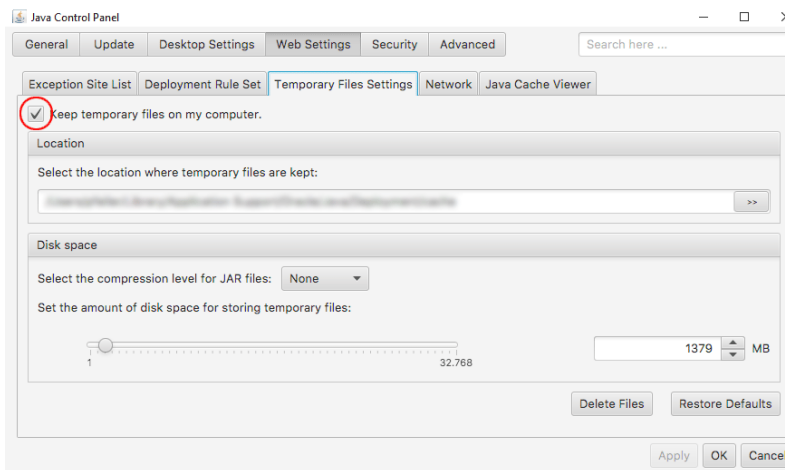 Java Control Panel
General Update Desktop Settings Web Settings Security Advanced Search here ...
Exception Site List Deployment Rule Set Temporary Files Settings Network Java Cache Viewer
Keep temporary files on my computer.
Location
Select the location where temporary files are kept:
>>
Disk space
Select the compression level for JAR files: None
Set the amount of disk space for storing temporary files:
1379 MB
1 32.768
Delete Files Restore Defaults
Apply OK Cancel